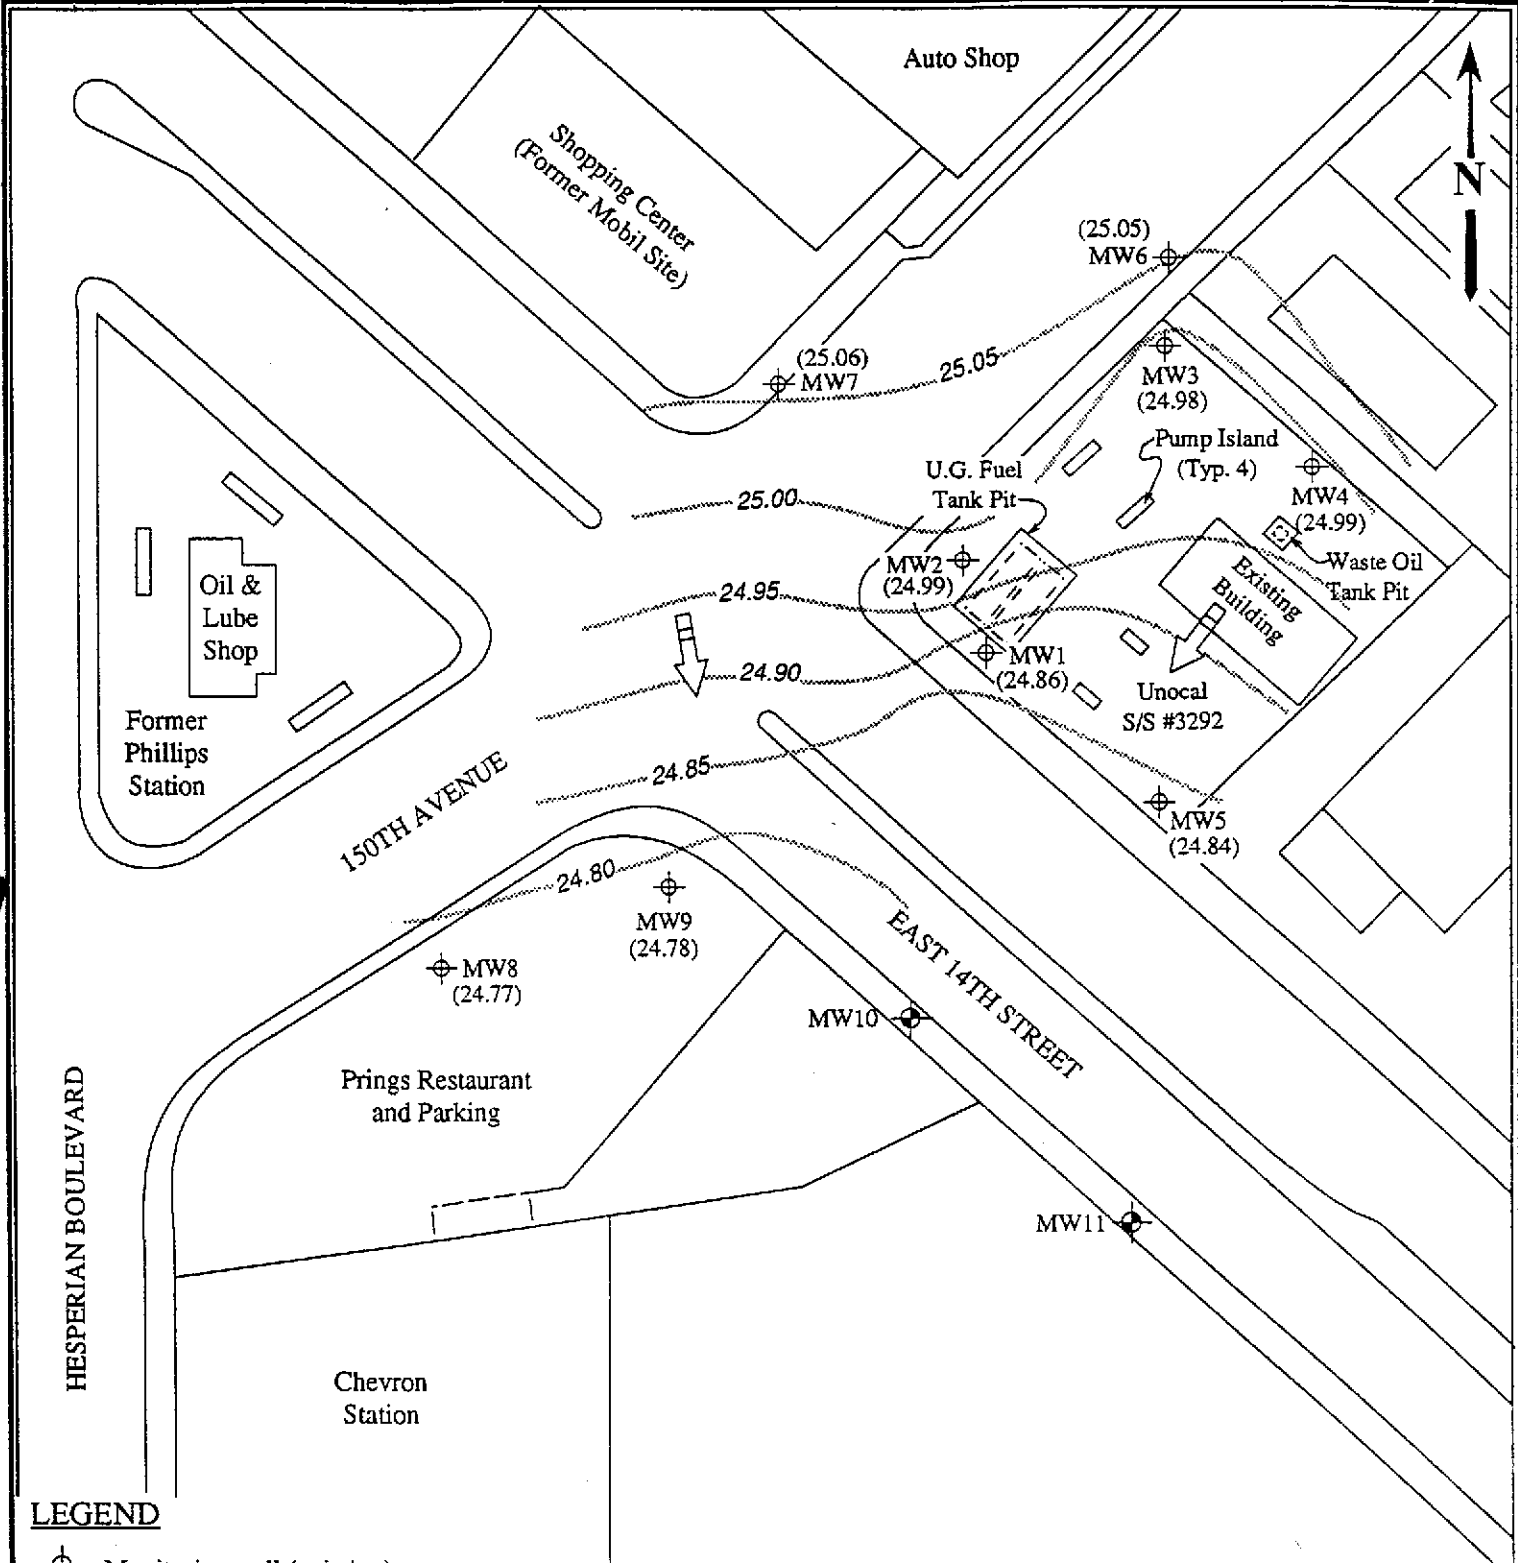 Auto Shop
N
Shopping Center
(Former Mobil Site)
(25.05)
MW6
(25.06)
MW7
25.05
MW3
(24.98)
Pump Island
(Typ. 4)
U.G. Fuel
Tank Pit
MW4
(24.99)
25.00
MW2
(24.99)
Waste Oil
Tank Pit
Existing
Building
Oil &
Lube
Shop
24.95
MW1
(24.86)
24.90
Unocal
S/S #3292
Former
Phillips
Station
24.85
150TH AVENUE
MW5
(24.84)
24.80
MW9
(24.78)
EAST 14TH STREET
MW8
(24.77)
MW10
Prings Restaurant
and Parking
HESPERIAN BOULEVARD
MW11
Chevron
Station
LEGEND